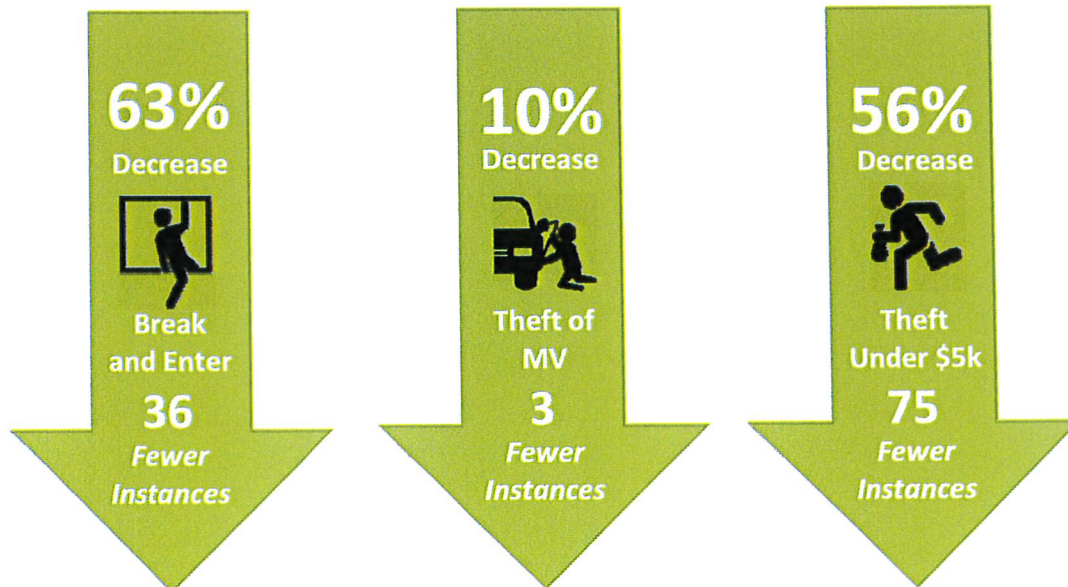 63%
Decrease
Break
and Enter
36
Fewer
Instances
10%
Decrease
Theft of
MV
3
Fewer
Instances
56%
Decrease
Theft
Under $5k
75
Fewer
Instances